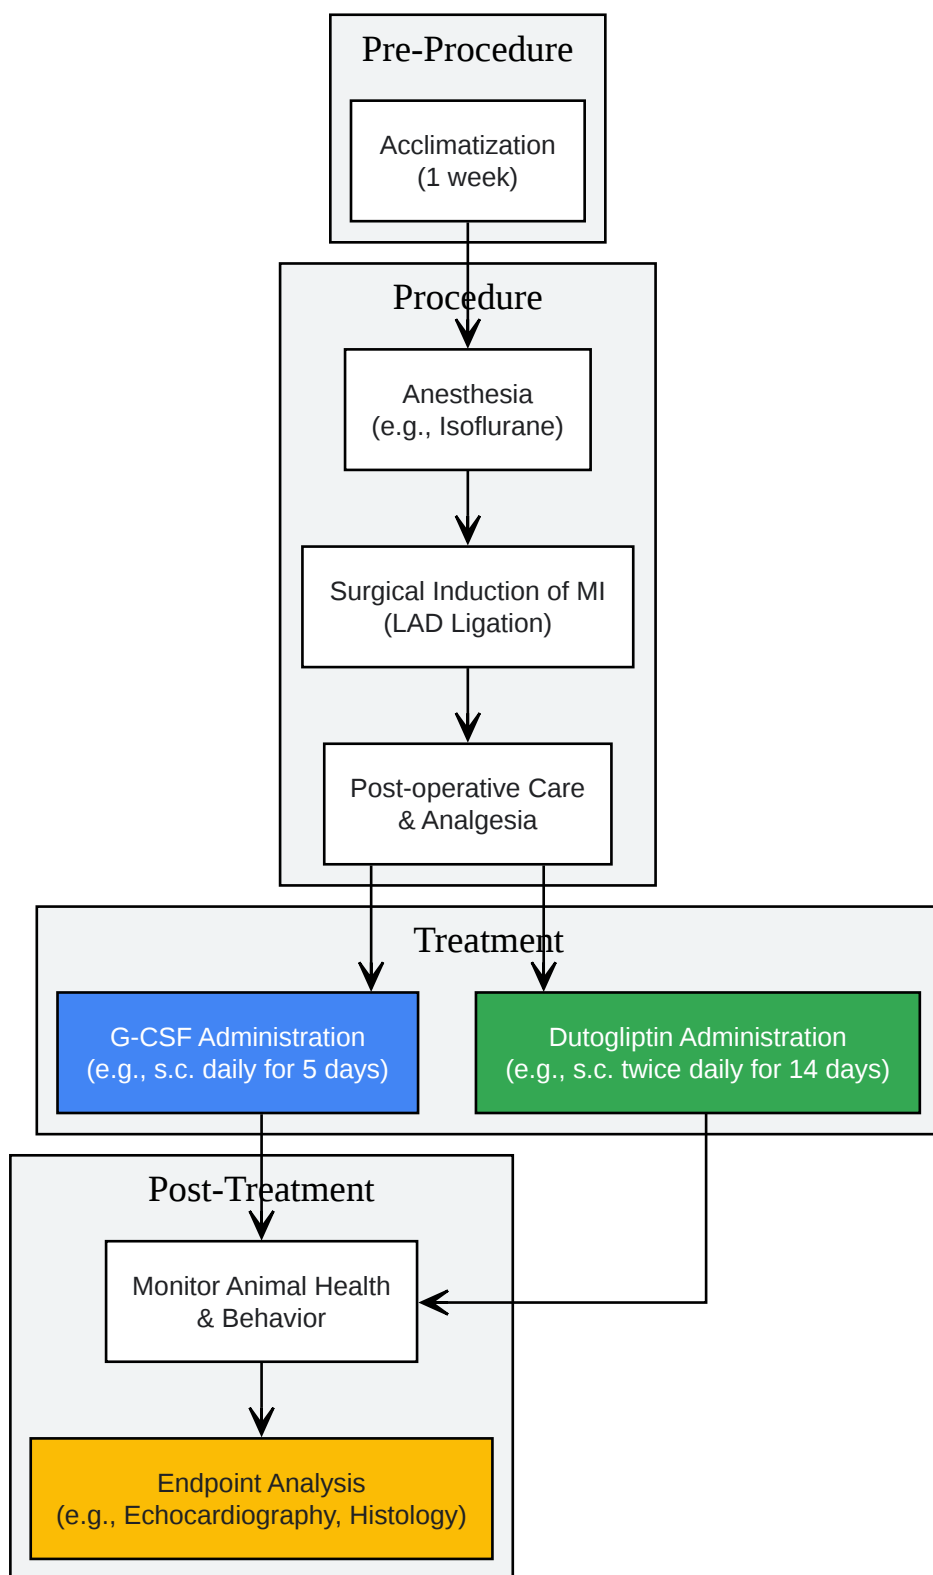 Pre-Procedure
Acclimatization
(1 week)
Procedure
Anesthesia
(e.g., Isoflurane)
Surgical Induction of MI
(LAD Ligation)
Post-operative Care
& Analgesia
Treatment
G-CSF Administration
(e.g., s.c. daily for 5 days)
Dutogliptin Administration
(e.g., s.c. twice daily for 14 days)
Post-Treatment
Monitor Animal Health
& Behavior
Endpoint Analysis
(e.g., Echocardiography, Histology)